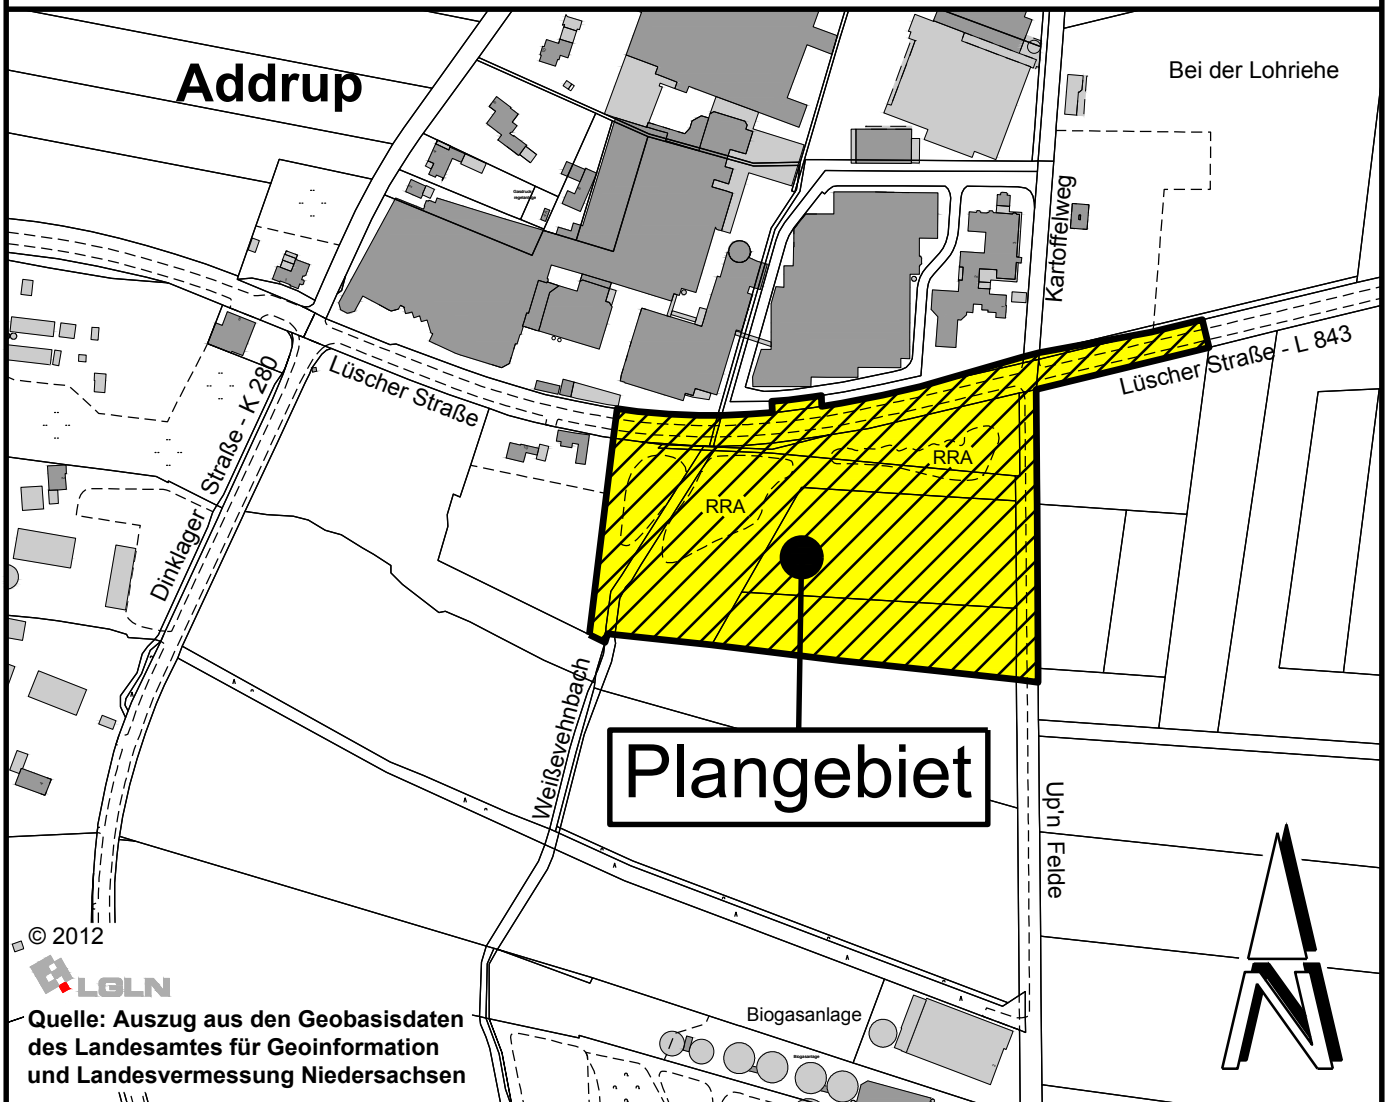 Addrup
Bei der Lohriehe
Kartoffelweg
Lüscher Straße
Lüscher Straße - L 843
Dinklager Straße - K 280
RRA
RRA
Plangebiet
Weißevehnbach
Up'n Felde
Biogasanlage
Biogasanlage
© 2012
LGLN
Quelle: Auszug aus den Geobasisdaten
des Landesamtes für Geoinformation
und Landesvermessung Niedersachsen
N